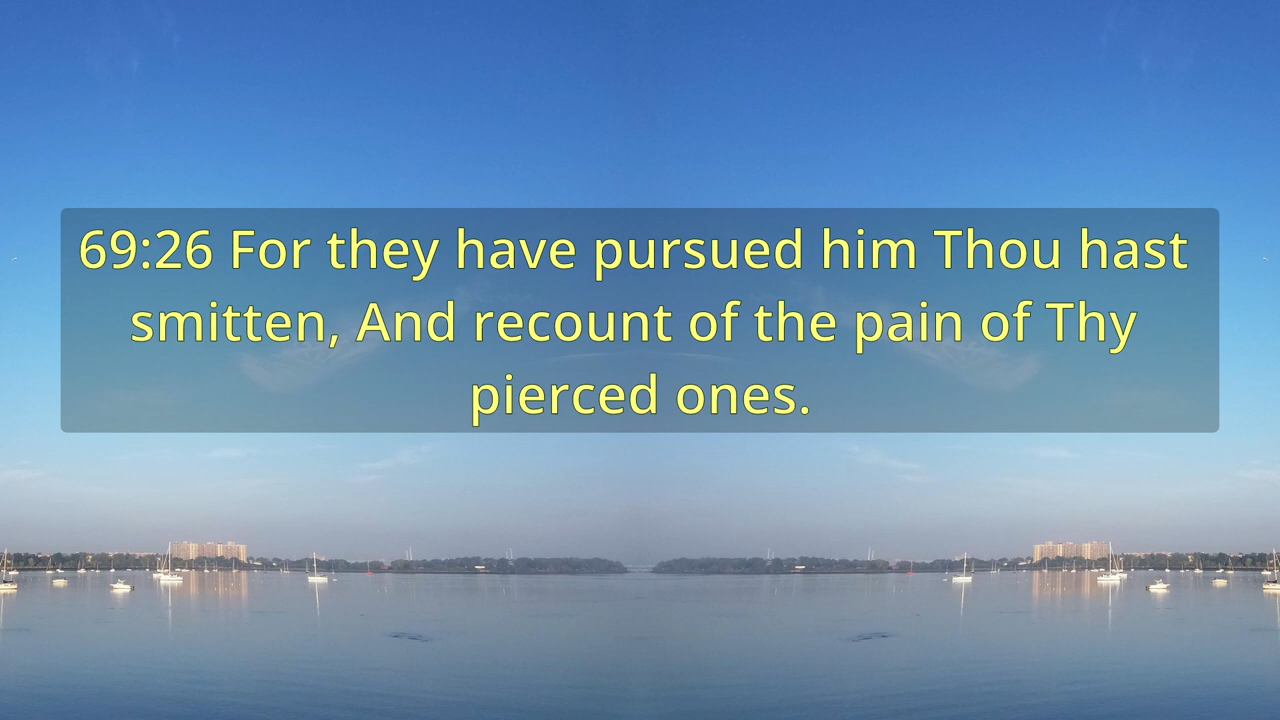 69:26 For they have pursued him Thou hast
smitten, And recount of the pain of Thy
pierced ones.